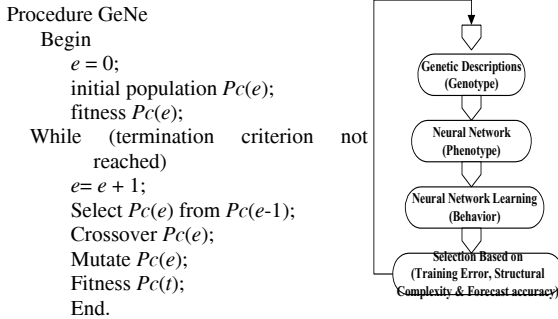 Procedure GeNe
Begin
e = 0;
initial population Pc(e);
fitness Pc(e);
While (termination criterion not
reached)
e= e + 1;
Select Pc(e) from Pc(e-1);
Crossover Pc(e);
Mutate Pc(e);
Fitness Pc(t);
End.
Genetic Descriptions
(Genotype)
Neural Network
(Phenotype)
Neural Network Learning
(Behavior)
Selection Based on
(Training Error, Structural
Complexity & Forecast accuracy)